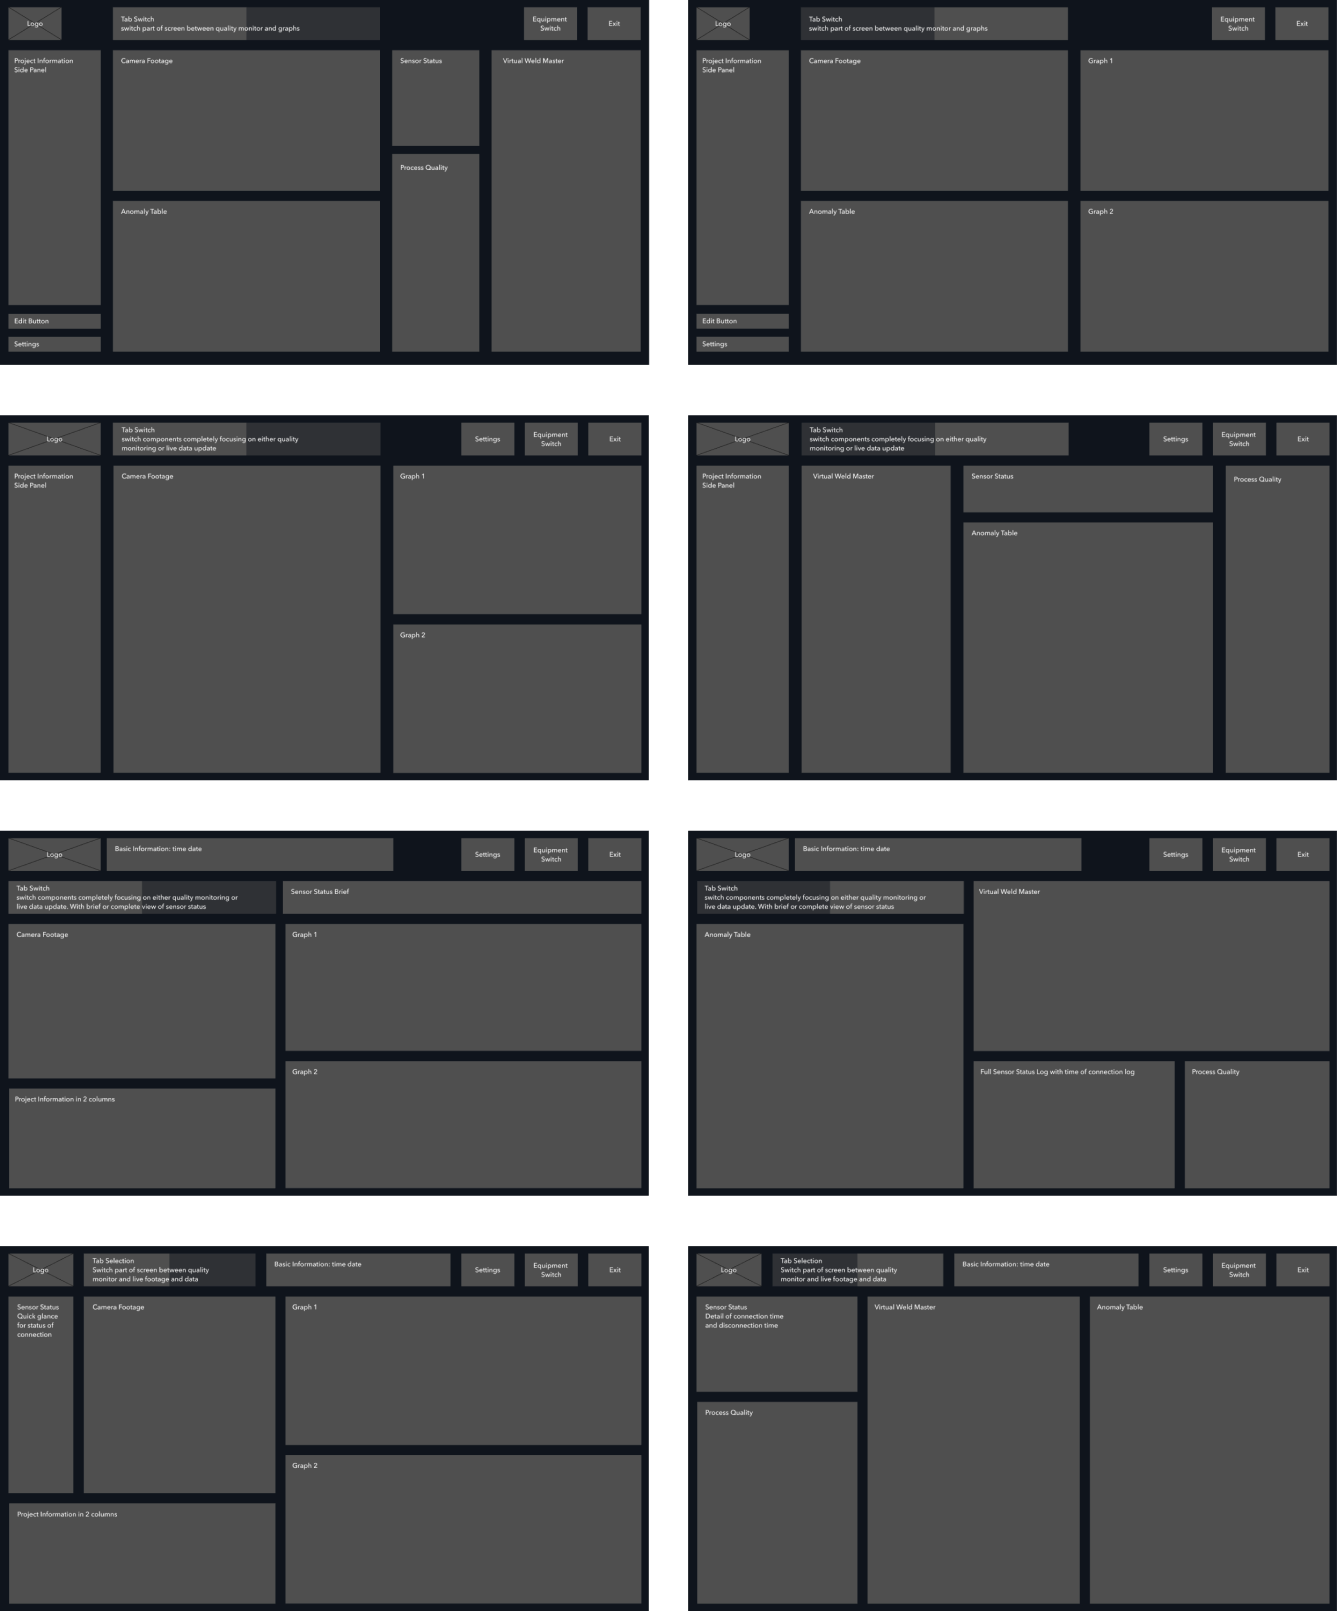 Logo
Tab Switch
switch part of screen between quality monitor and graphs
Equipment
Switch
Exit
Project Information
Side Panel
Camera Footage
Sensor Status
Virtual Weld Master
Process Quality
Anomaly Table
Edit Button
Settings
Logo
Tab Switch
switch part of screen between quality monitor and graphs
Equipment
Switch
Exit
Project Information
Side Panel
Camera Footage
Graph 1
Anomaly Table
Graph 2
Edit Button
Settings
Logo
Tab Switch
switch components completely focusing on either quality
monitoring or live data update
Settings
Equipment
Switch
Exit
Project Information
Side Panel
Camera Footage
Graph 1
Graph 2
Logo
Tab Switch
switch components completely focusing on either quality
monitoring or live data update
Settings
Equipment
Switch
Exit
Project Information
Side Panel
Virtual Weld Master
Sensor Status
Process Quality
Anomaly Table
Logo
Basic Information: time date
Settings
Equipment
Switch
Exit
Tab Switch
switch components completely focusing on either quality monitoring or
live data update. With brief or complete view of sensor status
Sensor Status Brief
Camera Footage
Graph 1
Graph 2
Project Information in 2 columns
Logo
Basic Information: time date
Settings
Equipment
Switch
Exit
Tab Switch
switch components completely focusing on either quality monitoring or
live data update. With brief or complete view of sensor status
Virtual Weld Master
Anomaly Table
Full Sensor Status Log with time of connection log
Process Quality
Logo
Tab Selection
Switch part of screen between quality
monitor and live footage and data
Basic Information: time date
Settings
Equipment
Switch
Exit
Sensor Status
Quick glance
for status of
connection
Camera Footage
Graph 1
Graph 2
Project Information in 2 columns
Logo
Tab Selection
Switch part of screen between quality
monitor and live footage and data
Basic Information: time date
Settings
Equipment
Switch
Exit
Sensor Status
Detail of connection time
and disconnection time
Virtual Weld Master
Anomaly Table
Process Quality